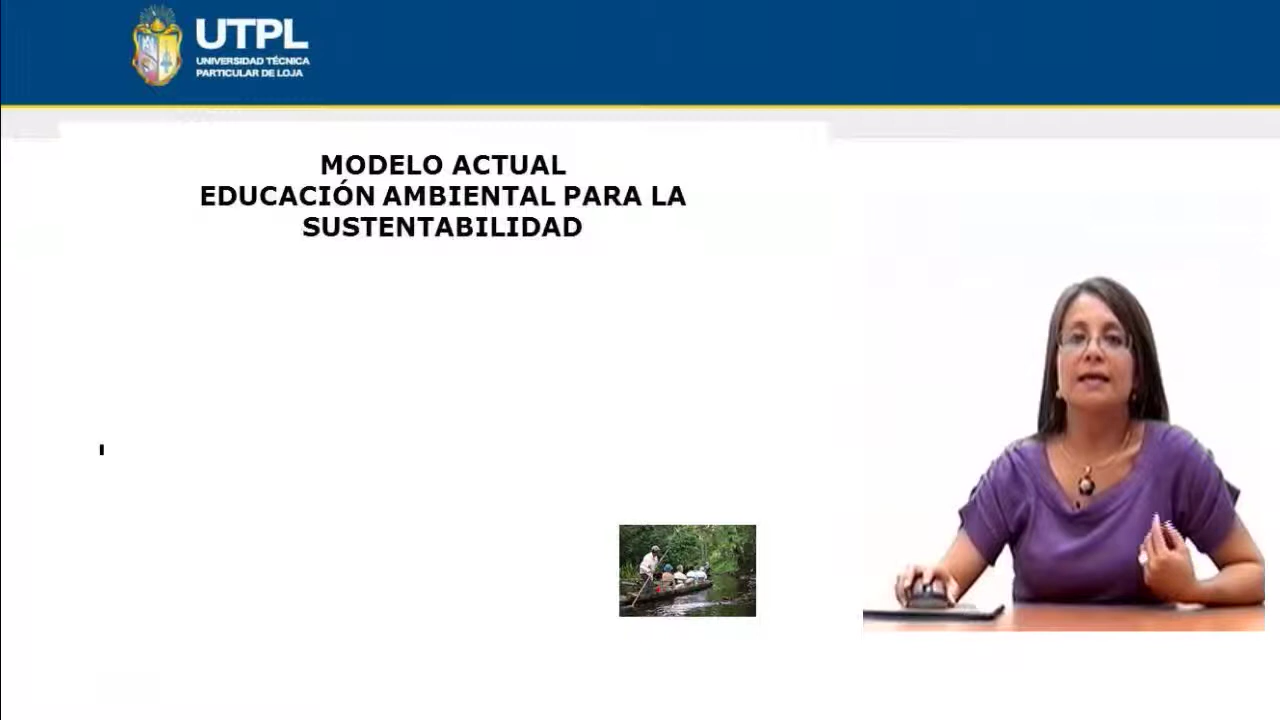 UTPL
UNIVERSIDAD TÉCNICA
PARTICULAR DE LOJA
MODELO ACTUAL
EDUCACIÓN AMBIENTAL PARA LA
SUSTENTABILIDAD